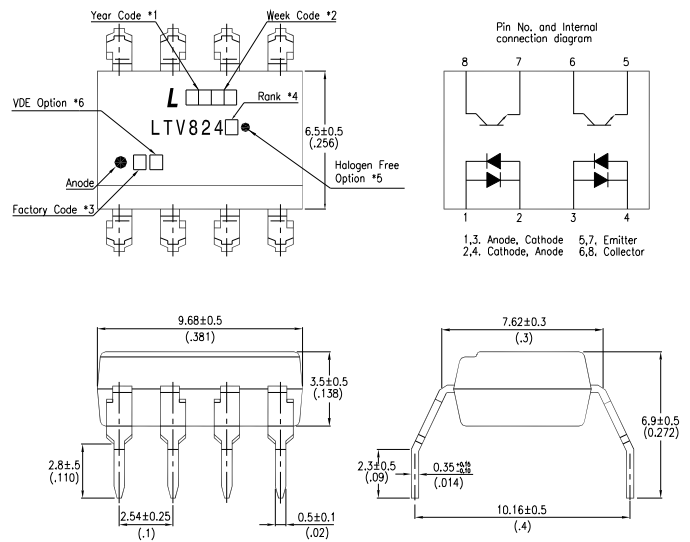 Year Code *1
Week Code *2
Pin No. and Internal
connection diagram
8 7 6 5
L
Rank *4
VDE Option *6
LTV824
6.5±0.5
(.256)
Halogen Free
Option *5
Anode
Factory Code *3
1 2 3 4
1,3. Anode, Cathode 5,7, Emitter
2,4. Cathode, Anode 6,8, Collector
9.68±0.5
(.381)
7.62±0.3
(.3)
3.5±0.5
(.138)
6.9±0.5
(0.272)
2.8±.5
(.110)
2.3±0.5
(.09)
0.35
(.014)
2.54±0.25
(.1)
0.5±0.1
(.02)
10.16±0.5
(.4)